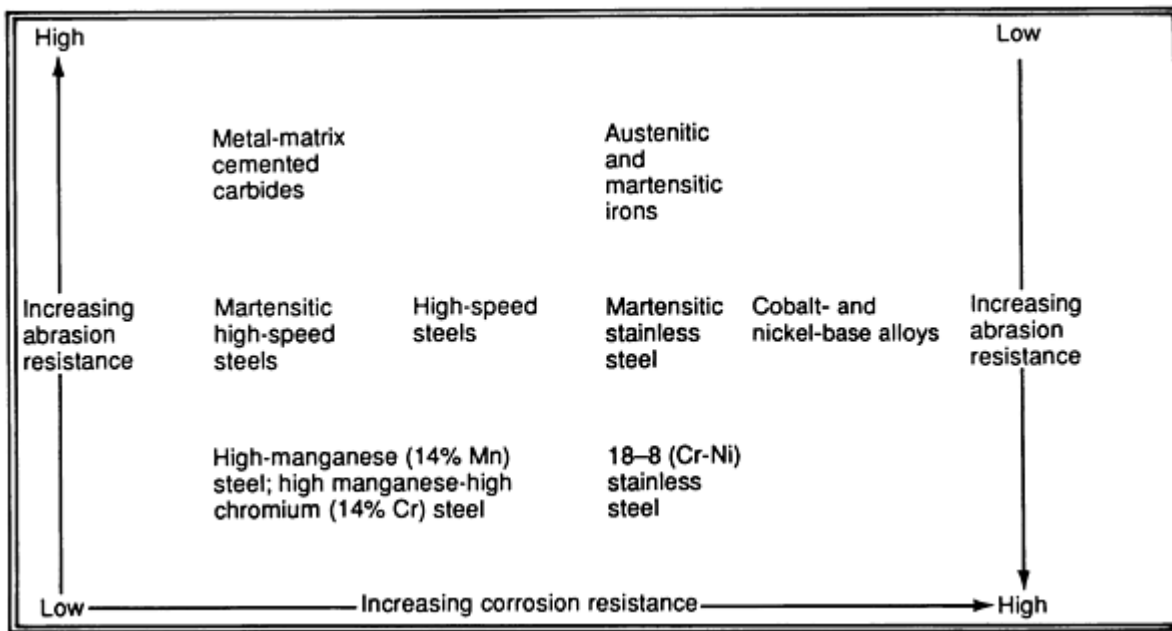 High
Low
Metal-matrix
cemented
carbides
Austenitic
and
martensitic
irons
Increasing
abrasion
resistance
Martensitic
high-speed
steels
High-speed
steels
Martensitic
stainless
steel
Cobalt- and
nickel-base alloys
Increasing
abrasion
resistance
High-manganese (14% Mn)
steel; high manganese-high
chromium (14% Cr) steel
18–8 (Cr-Ni)
stainless
steel
Low
Increasing corrosion resistance
High